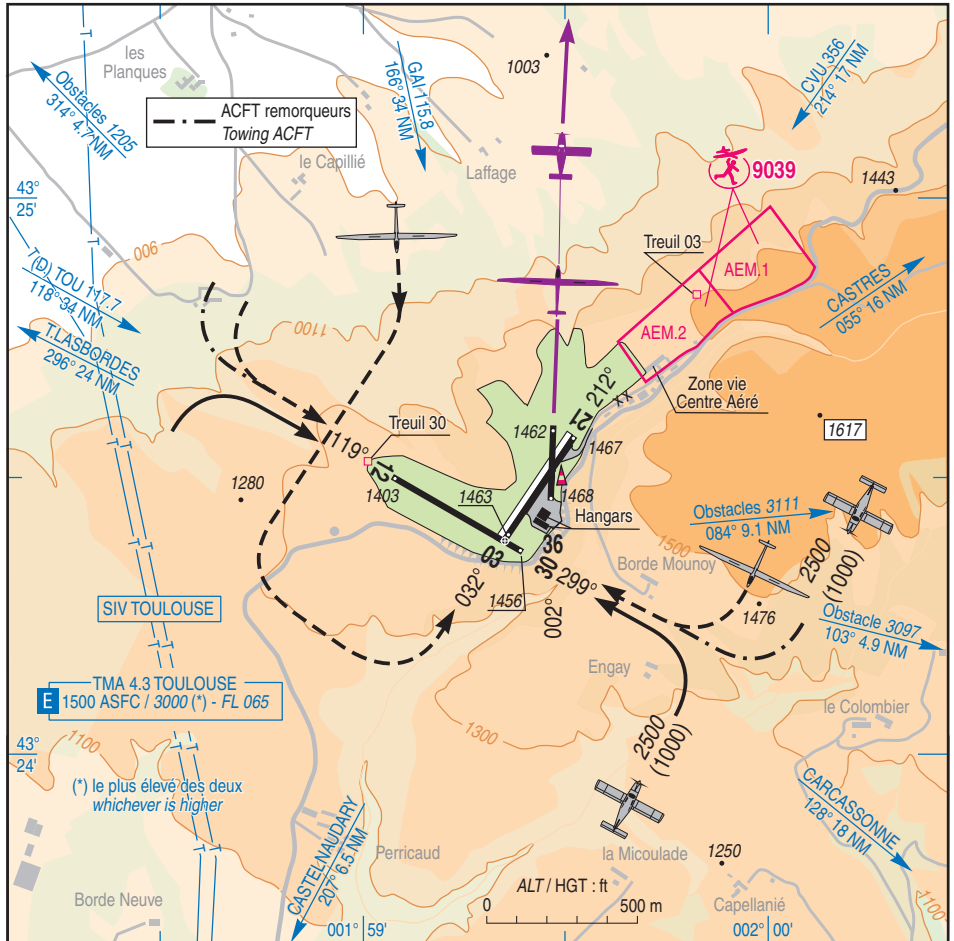 les
Planques
Obstacles 1205
314° 4.7 NM
ACFT remorqueurs
Towing ACFT
GAI 115.8
166° 34 NM
1003
CVU 356
214° 17 NM
le Capillié
Laffage
9039
1443
43°
25'
900
Treuil 03
AEM.1
T(D) TOU 117.7
118° 34 NM
CASTRES
055° 16 NM
1100
T.LASBORDES
296° 24 NM
AEM.2
Zone vie
Centre Aéré
212°
21
XX
119°
Treuil 30
1462
1467
1617
12
1403
1463
1468
1280
Hangars
Obstacles 3111
084° 9.1 NM
1500
03
36
30
299°
Borde Mounoy
2500
(1000)
032°
1456
002°
1476
SIV TOULOUSE
Obstacle 3097
103° 4.9 NM
Engay
TMA 4.3 TOULOUSE
E 1500 ASFC / 3000 (*) - FL 065
le Colombier
2500
(1000)
1300
1100
43°
24'
(*) le plus élevé des deux
whichever is higher
CARCASSONNE
128° 18 NM
CASTELNAUDARY
207° 6.5 NM
Perricaud
la Micoulade
1250
ALT / HGT : ft
Borde Neuve
Capellanié
1100
0 500 m
001° 59'
002° 00'
T
T
T
T
T
T
T
T
T
T